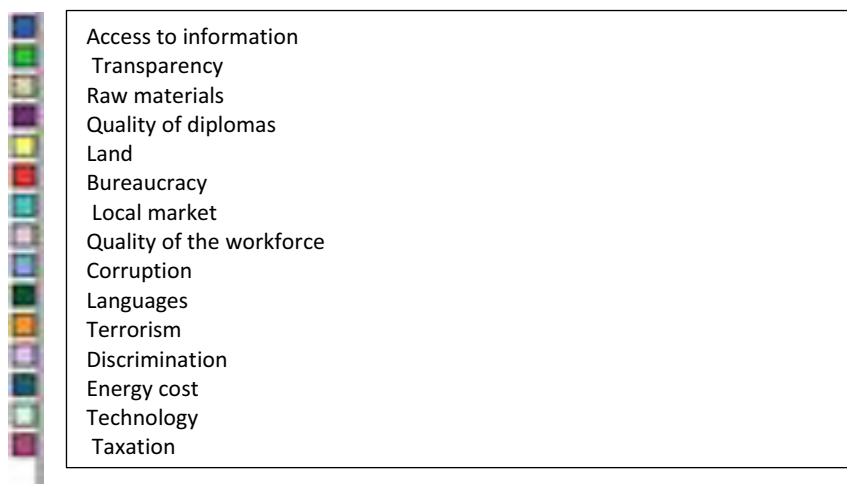 Access to information
Transparency
Raw materials
Quality of diplomas
Land
Bureaucracy
Local market
Quality of the workforce
Corruption
Languages
Terrorism
Discrimination
Energy cost
Technology
Taxation